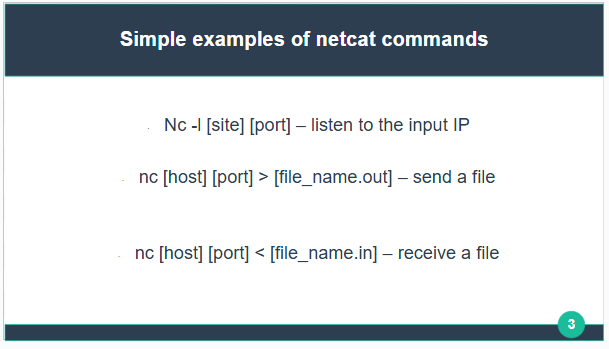 Simple examples of netcat commands
Nc -l [site] [port] – listen to the input IP
nc [host] [port] > [file_name.out] – send a file
nc [host] [port] < [file_name.in] – receive a file
3